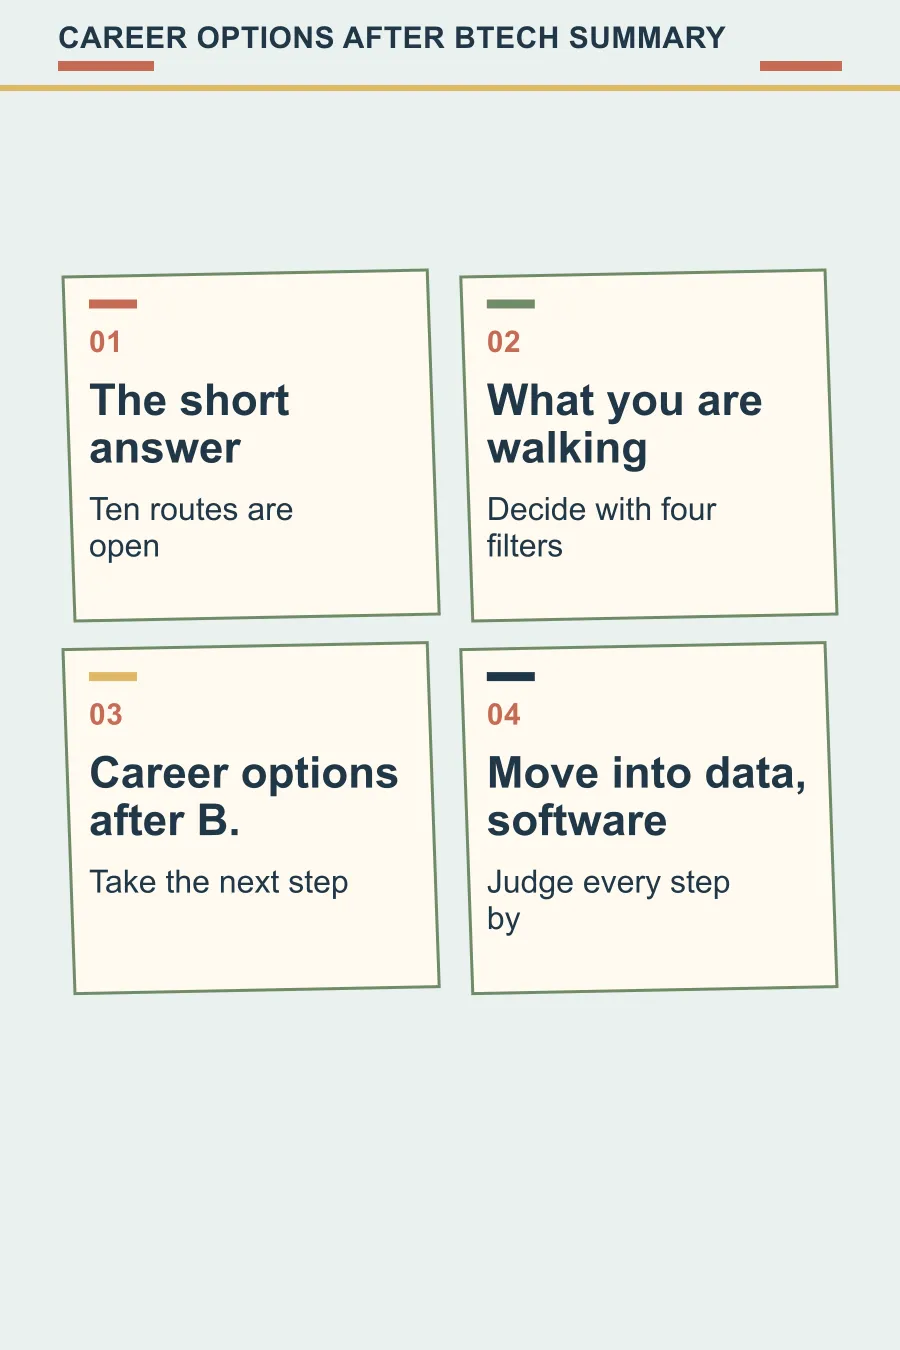 CAREER OPTIONS AFTER BTECH SUMMARY
01
The short
answer
Ten routes are
open
02
What you are
walking
Decide with four
filters
03
Career options
after B.
Take the next step
04
Move into data,
software
Judge every step
by